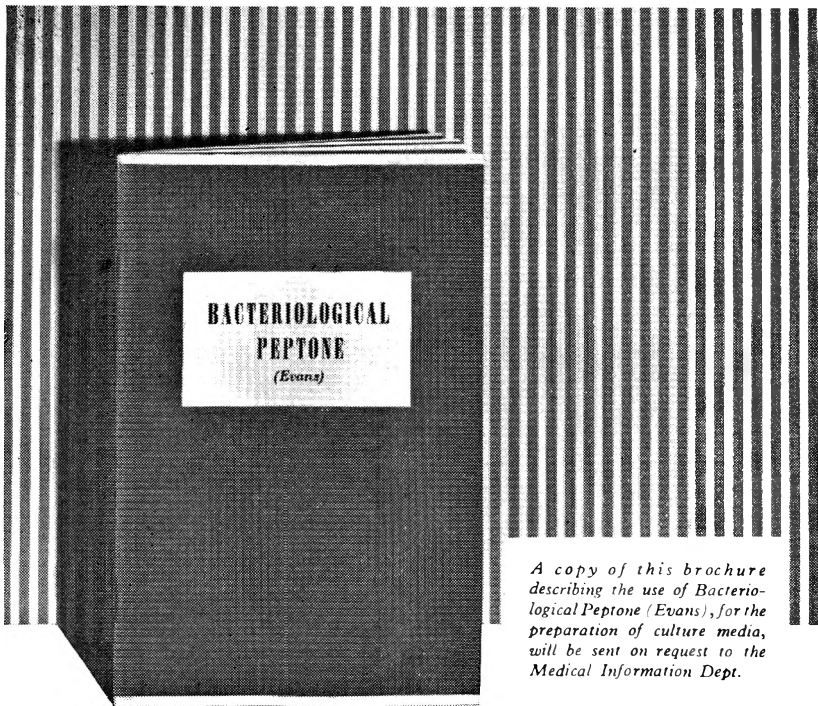 BACTERIOLOGICAL
PEPTONE
(Evans)
A copy of this brochure
describing the use of Bacterio-
logical Peptone (Evans), for the
preparation of culture media,
will be sent on request to the
Medical Information Dept.